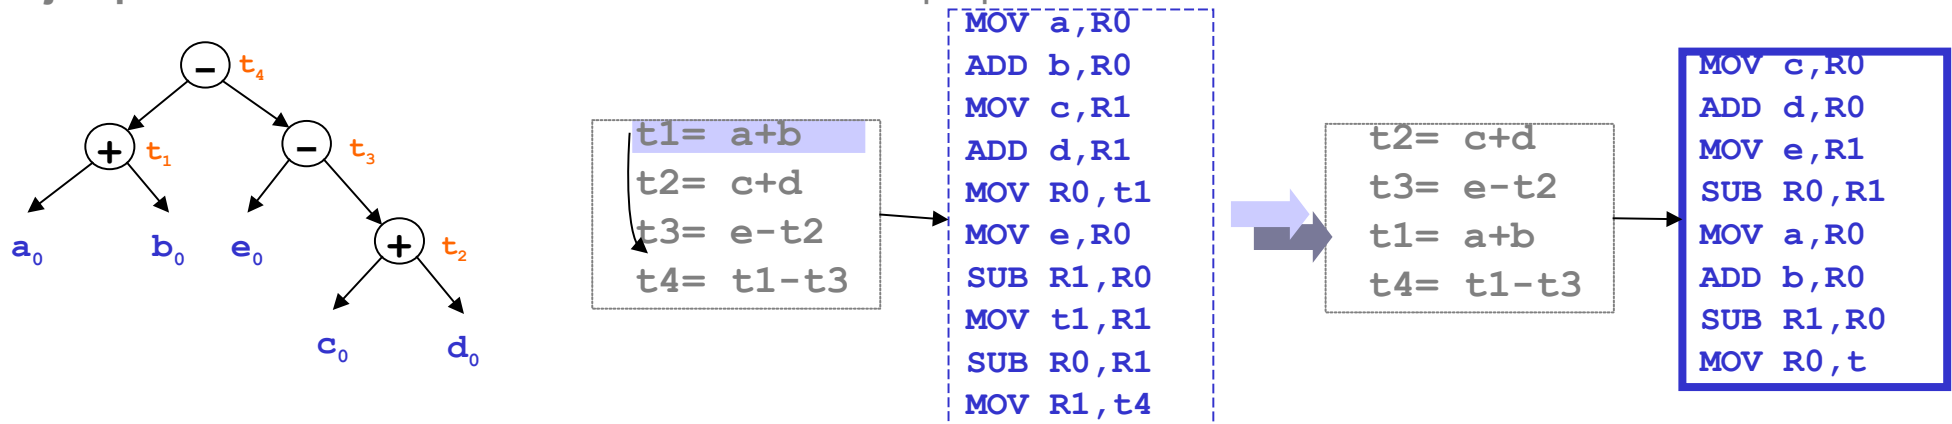 − t4
+ t1
− t3
a0 b0 e0
+ t2
c0 d0
t1= a+b
t2= c+d
t3= e-t2
t4= t1-t3
MOV a,R0
ADD b,R0
MOV c,R1
ADD d,R1
MOV R0,t1
MOV e,R0
SUB R1,R0
MOV t1,R1
SUB R0,R1
MOV R1,t4
t2= c+d
t3= e-t2
t1= a+b
t4= t1-t3
MOV c,R0
ADD d,R0
MOV e,R1
SUB R0,R1
MOV a,R0
ADD b,R0
SUB R1,R0
MOV R0,t